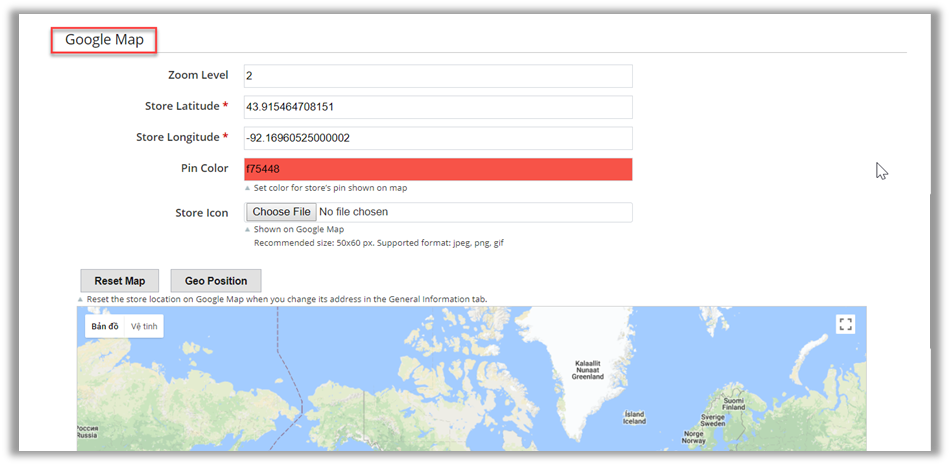 Google Map
Zoom Level 2
Store Latitude * 43.915464708151
Store Longitude * -92.16960525000002
Pin Color f75448
Set color for store's pin shown on map
Store Icon Choose File No file chosen
Shown on Google Map
Recommended size: 50x60 px. Supported format: jpeg, png, gif
Reset Map Geo Position
Reset the store location on Google Map when you change its address in the General Information tab.
Bản đồ Vệ tinh
Kalaallit
Nunaat
Greenland
Ísland
Iceland
Suomi
Finland
Sverige
Sweden
Norge
Norway
Россия
Russia